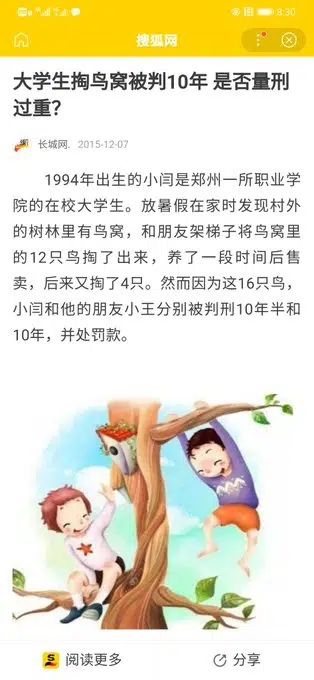 8:30
搜狐网
大学生掏鸟窝被判10年 是否量刑
过重？
长城网. 2015-12-07
1994年出生的小闫是郑州一所职业学
院的在校大学生。放暑假在家时发现村外
的树林里有鸟窝，和朋友架梯子将鸟窝里
的12只鸟掏了出来，养了一段时间后售
卖，后来又掏了4只。然而因为这16只鸟，
小闫和他的朋友小王分别被判刑10年半和
10年，并处罚款。
阅读更多
分享